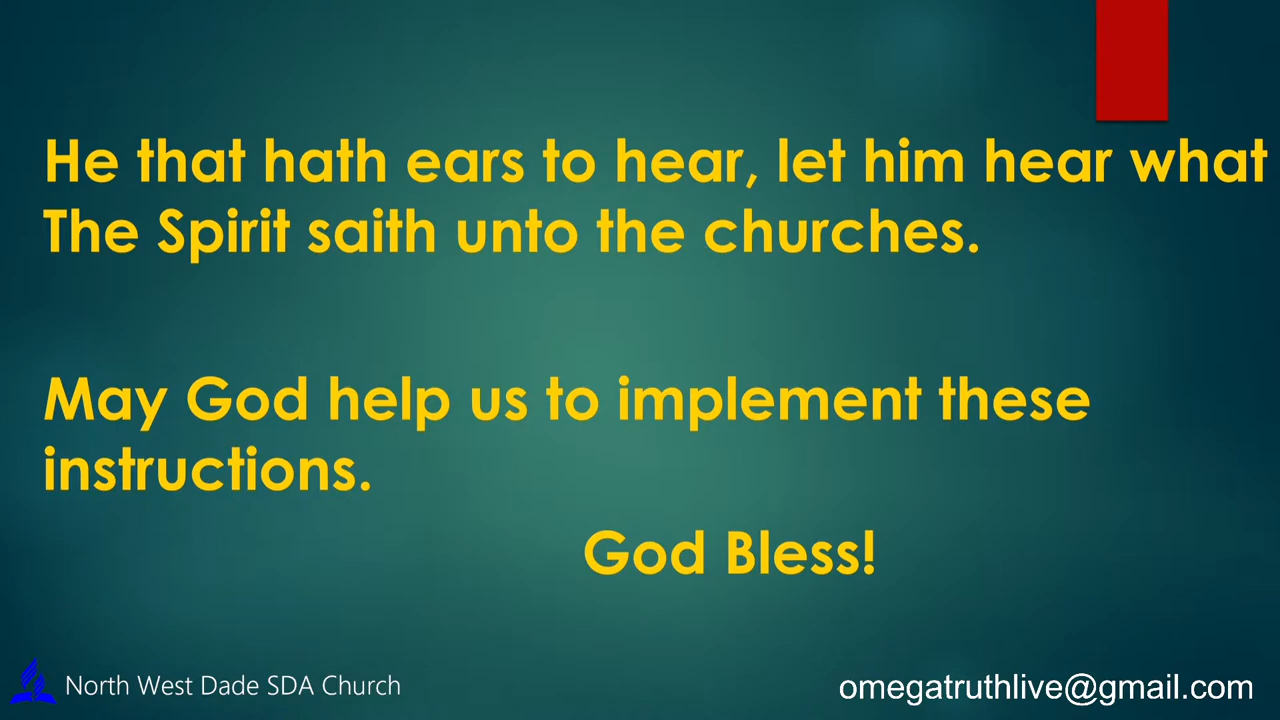 He that hath ears to hear, let him hear what
The Spirit saith unto the churches.
May God help us to implement these
instructions.
God Bless!
North West Dade SDA Church
omegatruthlive@gmail.com